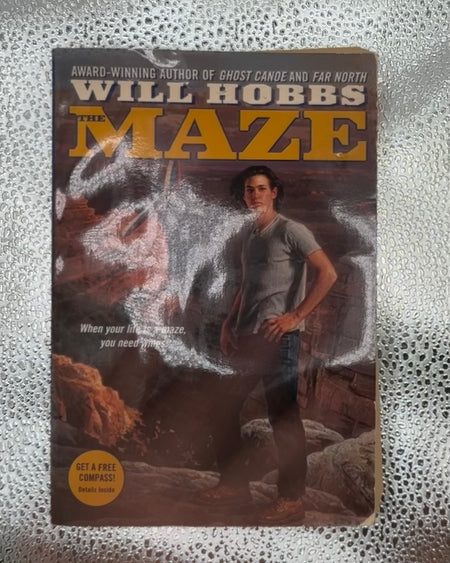 AWARD-WINNING AUTHOR OF GHOST CANOE AND FAR NORTH
WILL HOBBS
THE MAZE
When your life is a maze,
you need wings.
GET A FREE
COMPASS!
Details Inside